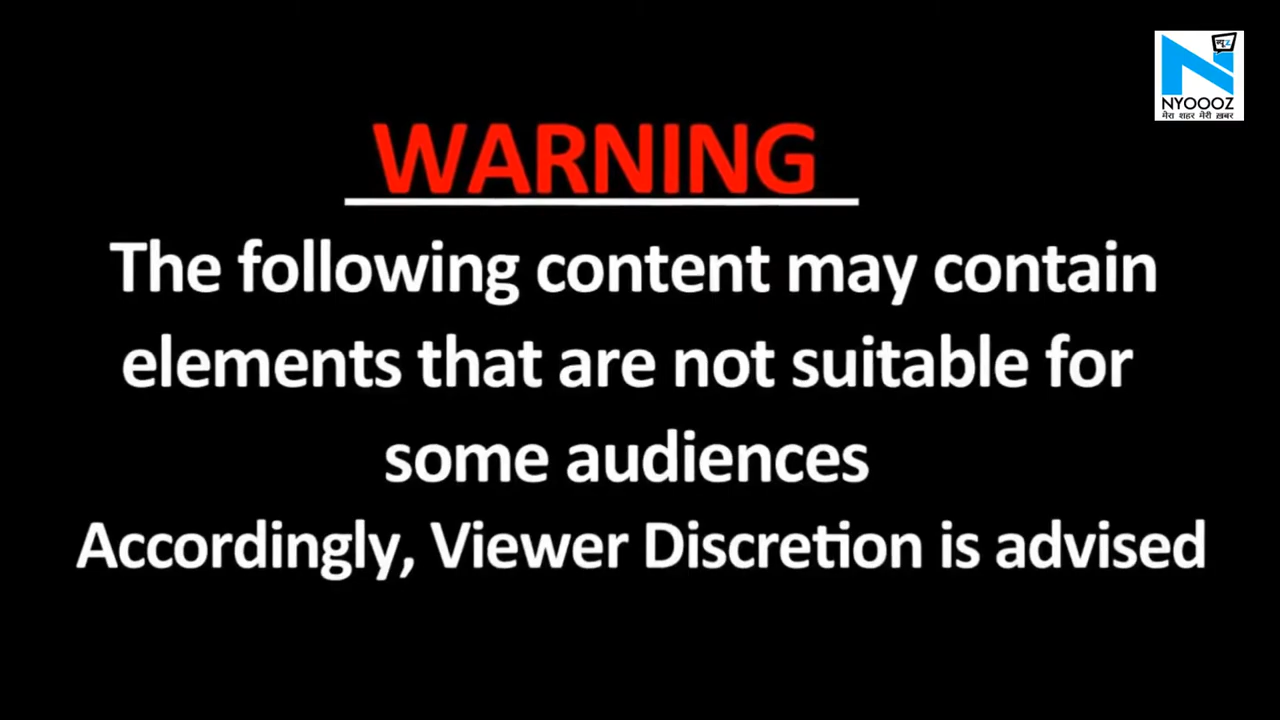 न्यूज़
NYOOOZ
मेरा शहर मेरी ख़बर
WARNING
The following content may contain
elements that are not suitable for
some audiences
Accordingly, Viewer Discretion is advised